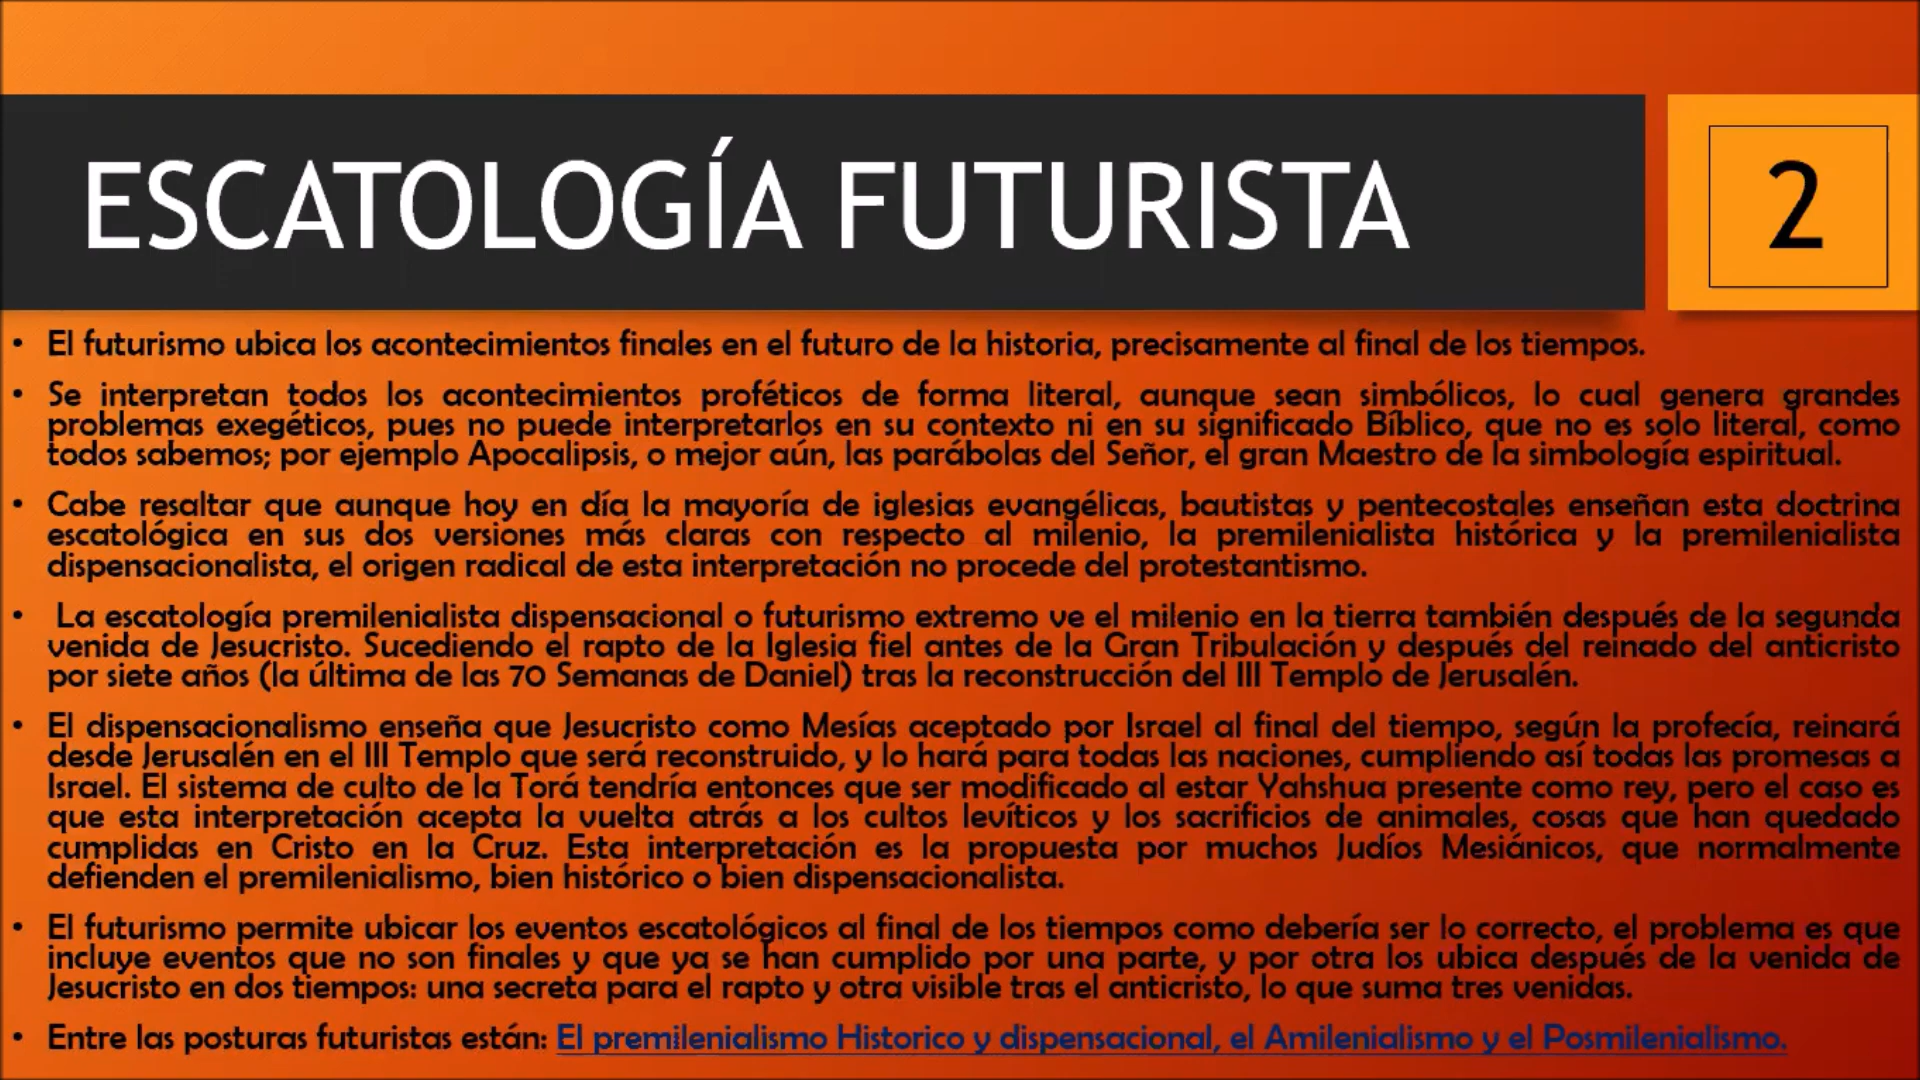 ESCATOLOGÍA FUTURISTA
2
• El futurismo ubica los acontecimientos finales en el futuro de la historia, precisamente al final de los tiempos.
• Se interpretan todos los acontecimientos proféticos de forma literal, aunque sean simbólicos, lo cual genera grandes
problemas exegéticos, pues no puede interpretarlos en su contexto ni en su significado Bíblico, que no es solo literal, como
todos sabemos; por ejemplo Apocalipsis, o mejor aún, las parábolas del Señor, el gran Maestro de la simbología espiritual.
• Cabe resaltar que aunque hoy en día la mayoría de iglesias evangélicas, bautistas y pentecostales enseñan esta doctrina
escatológica en sus dos versiones más claras con respecto al milenio, la premilenialista histórica y la premilenialista
dispensacionalista, el origen radical de esta interpretación no procede del protestantismo.
• La escatología premilenialista dispensacional o futurismo extremo ve el milenio en la tierra también después de la segunda
venida de Jesucristo. Sucediendo el rapto de la Iglesia fiel antes de la Gran Tribulación y después del reinado del anticristo
por siete años (la última de las 70 Semanas de Daniel) tras la reconstrucción del III Templo de Jerusalén.
• El dispensacionalismo enseña que Jesucristo como Mesías aceptado por Israel al final del tiempo, según la profecía, reinará
desde Jerusalén en el III Templo que será reconstruido, y lo hará para todas las naciones, cumpliendo así todas las promesas a
Israel. El sistema de culto de la Torá tendría entonces que ser modificado al estar Yahshua presente como rey, pero el caso es
que esta interpretación acepta la vuelta atrás a los cultos levíticos y los sacrificios de animales, cosas que han quedado
cumplidas en Cristo en la Cruz. Esta interpretación es la propuesta por muchos Judíos Mesiánicos, que normalmente
defienden el premilenialismo, bien histórico o bien dispensacionalista.
• El futurismo permite ubicar los eventos escatológicos al final de los tiempos como debería ser lo correcto, el problema es que
incluye eventos que no son finales y que ya se han cumplido por una parte, y por otra los ubica después de la venida de
Jesucristo en dos tiempos: una secreta para el rapto y otra visible tras el anticristo, lo que suma tres venidas.
• Entre las posturas futuristas están: El premilenialismo Historico y dispensacional, el Amilenialismo y el Posmilenialismo.